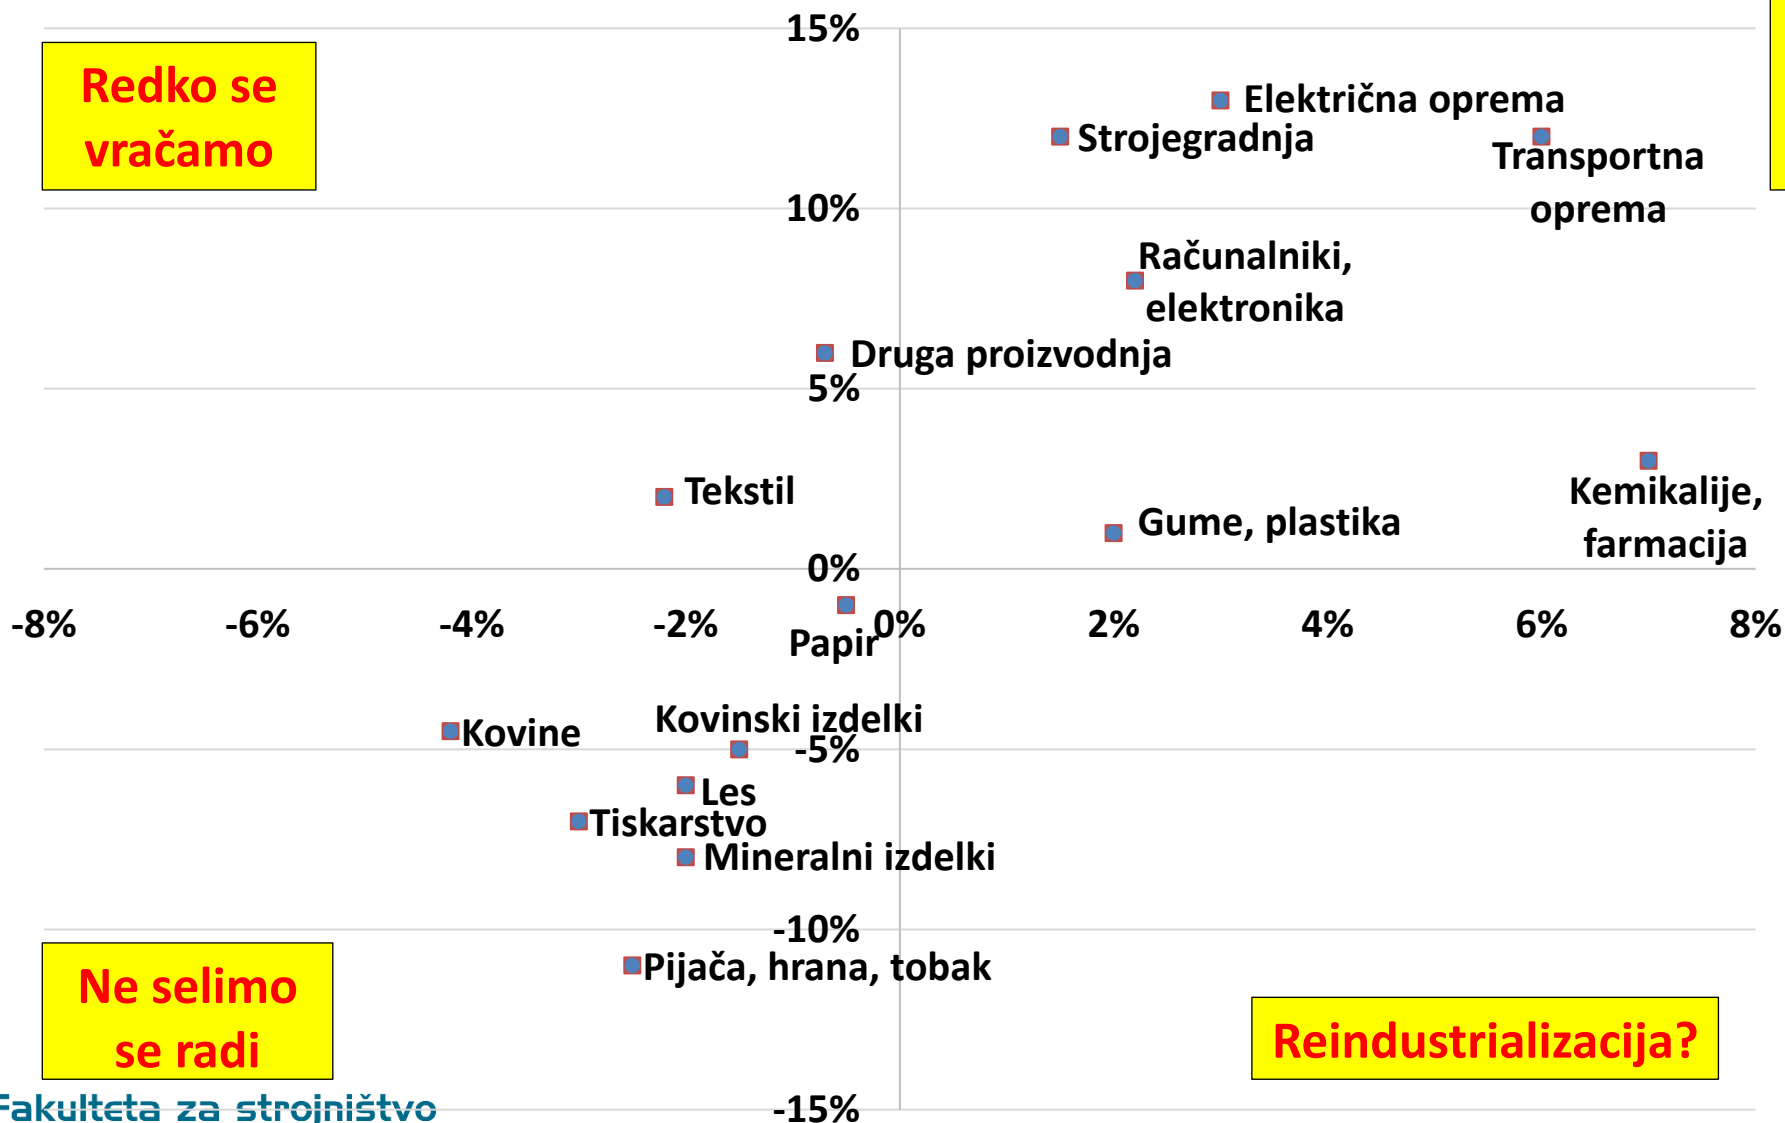 15%
Redko se
vračamo
Električna oprema
Strojegradnja
Transportna
oprema
10%
Računalniki,
elektronika
Druga proizvodnja
5%
Tekstil
Kemikalije,
farmacija
Gume, plastika
0%
-8% -6% -4% -2% 0% 2% 4% 6% 8%
Papir
Kovinski izdelki
Kovine
-5%
Les
Tiskarstvo
Mineralni izdelki
-10%
Pijača, hrana, tobak
Ne selimo
se radi
Reindustrializacija?
Fakulteta za strojništvo
-15%